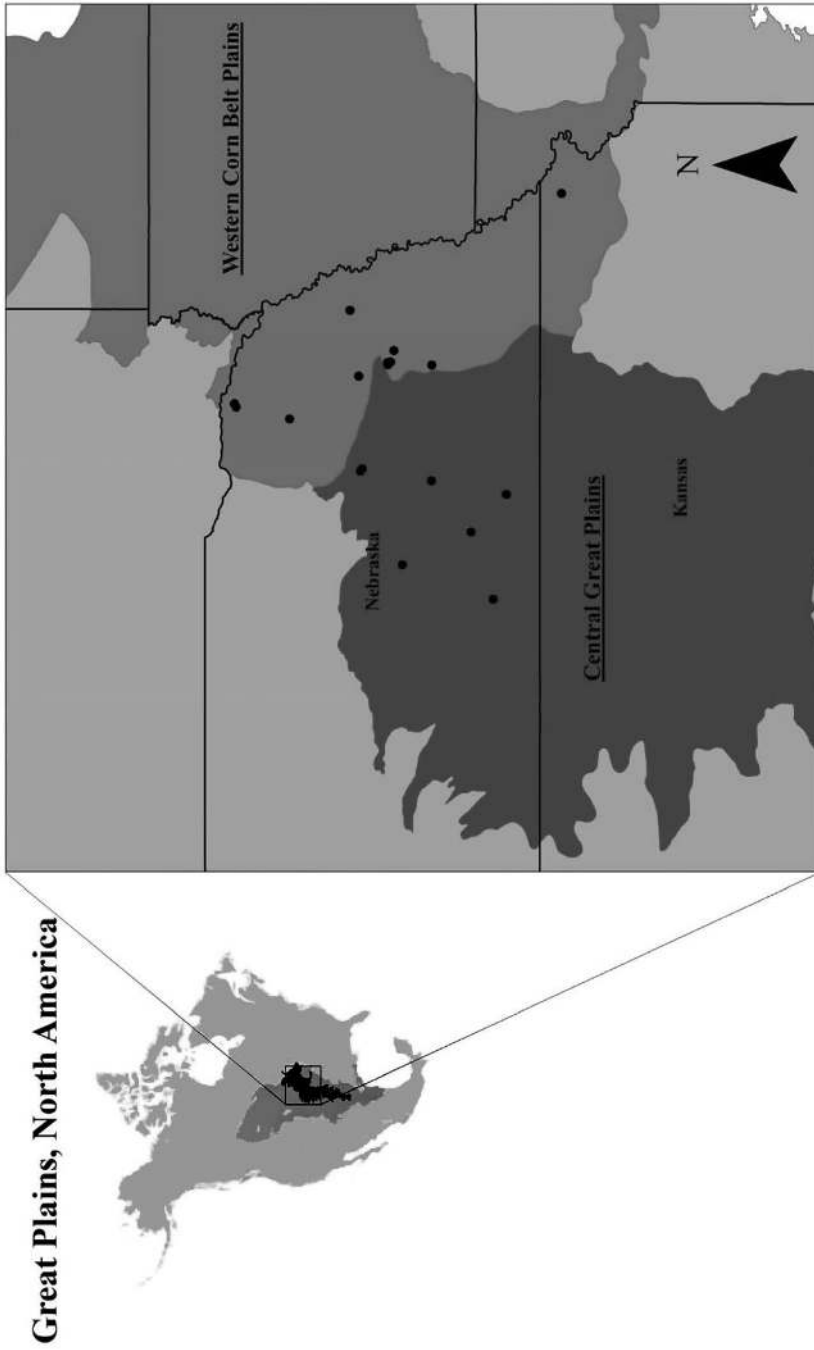 Great Plains, North America
Western Corn Belt Plains
Nebraska
Central Great Plains
Kansas
N